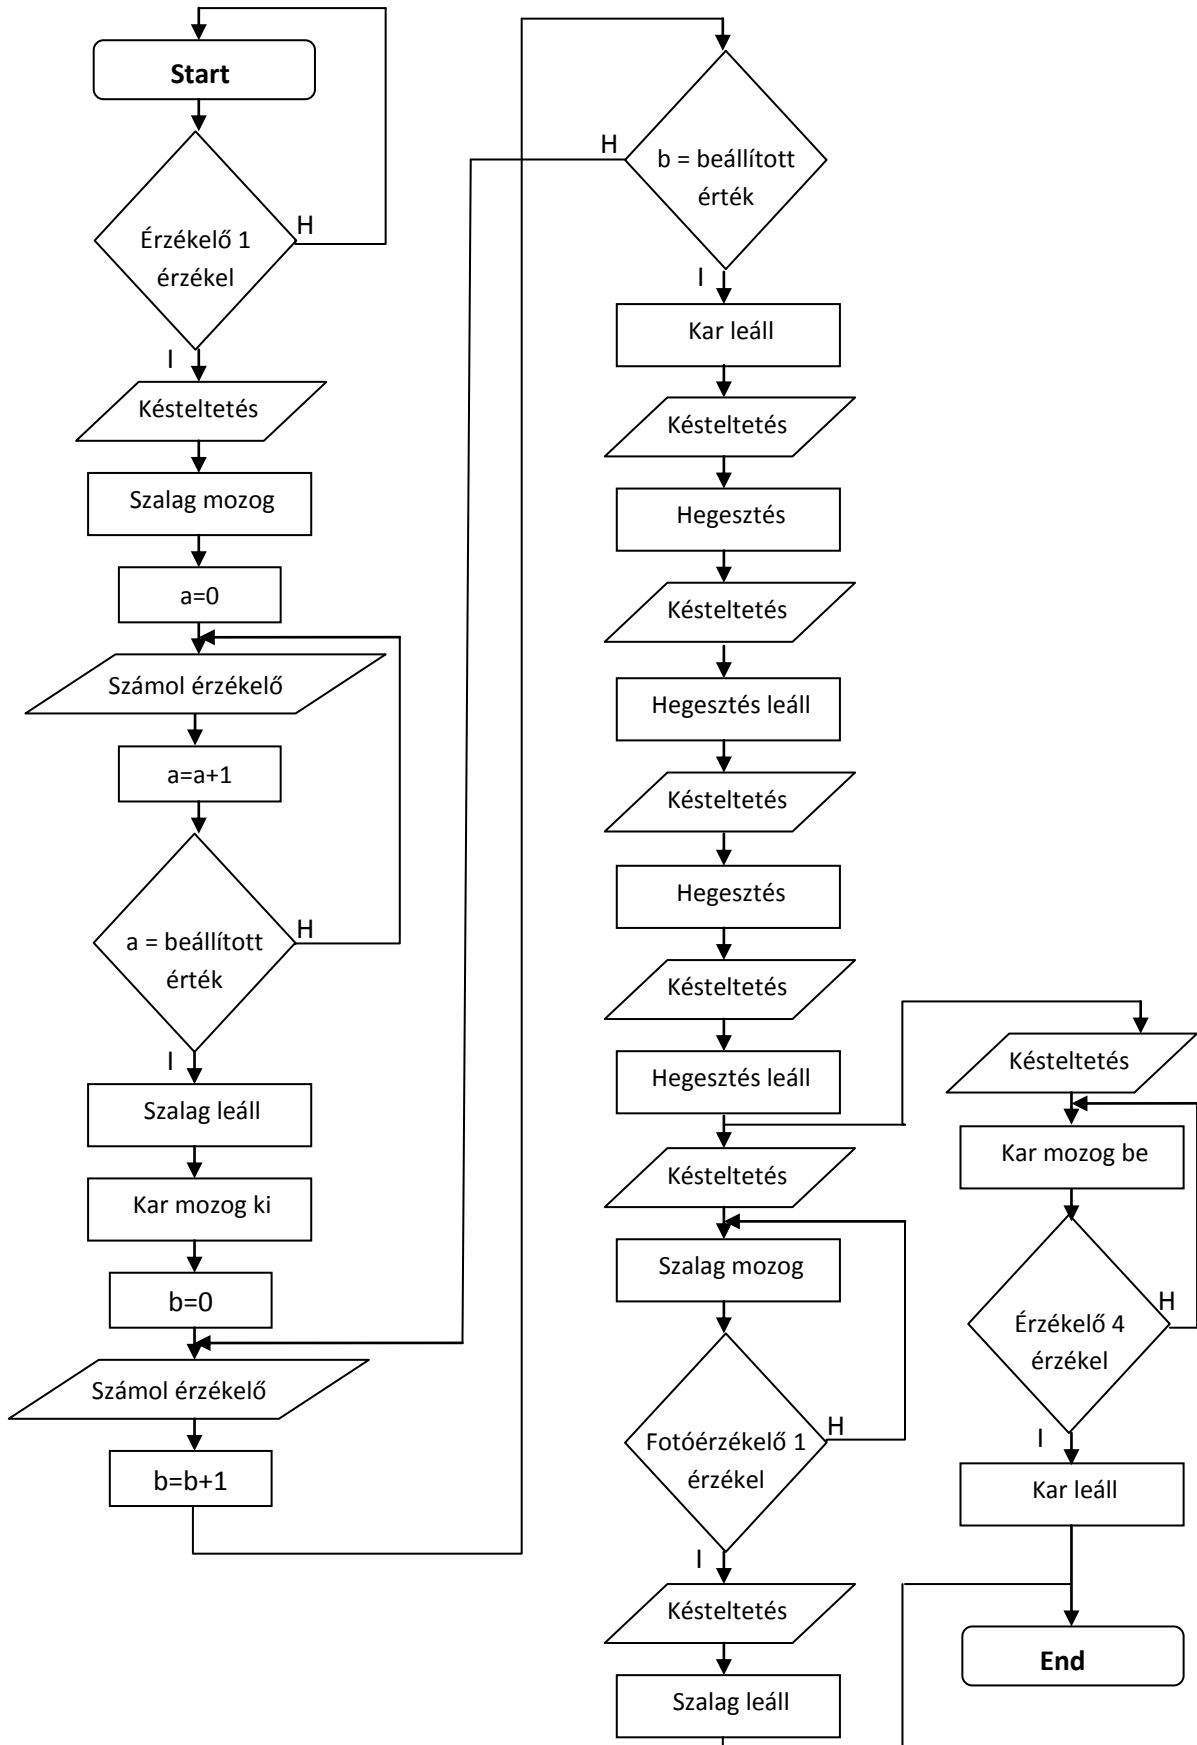 Start
Érzékelő 1
érzékel
H
I
Késteltetés
Szalag mozog
a=0
Számol érzékelő
a=a+1
a = beállított
érték
H
I
Szalag leáll
Kar mozog ki
b=0
Számol érzékelő
b=b+1
b = beállított
érték
H
I
Kar leáll
Késteltetés
Hegesztés
Késteltetés
Hegesztés leáll
Késteltetés
Hegesztés
Késteltetés
Hegesztés leáll
Késteltetés
Szalag mozog
Fotóérzékelő 1
érzékel
H
I
Késteltetés
Szalag leáll
Késteltetés
Kar mozog be
Érzékelő 4
érzékel
H
I
Kar leáll
End